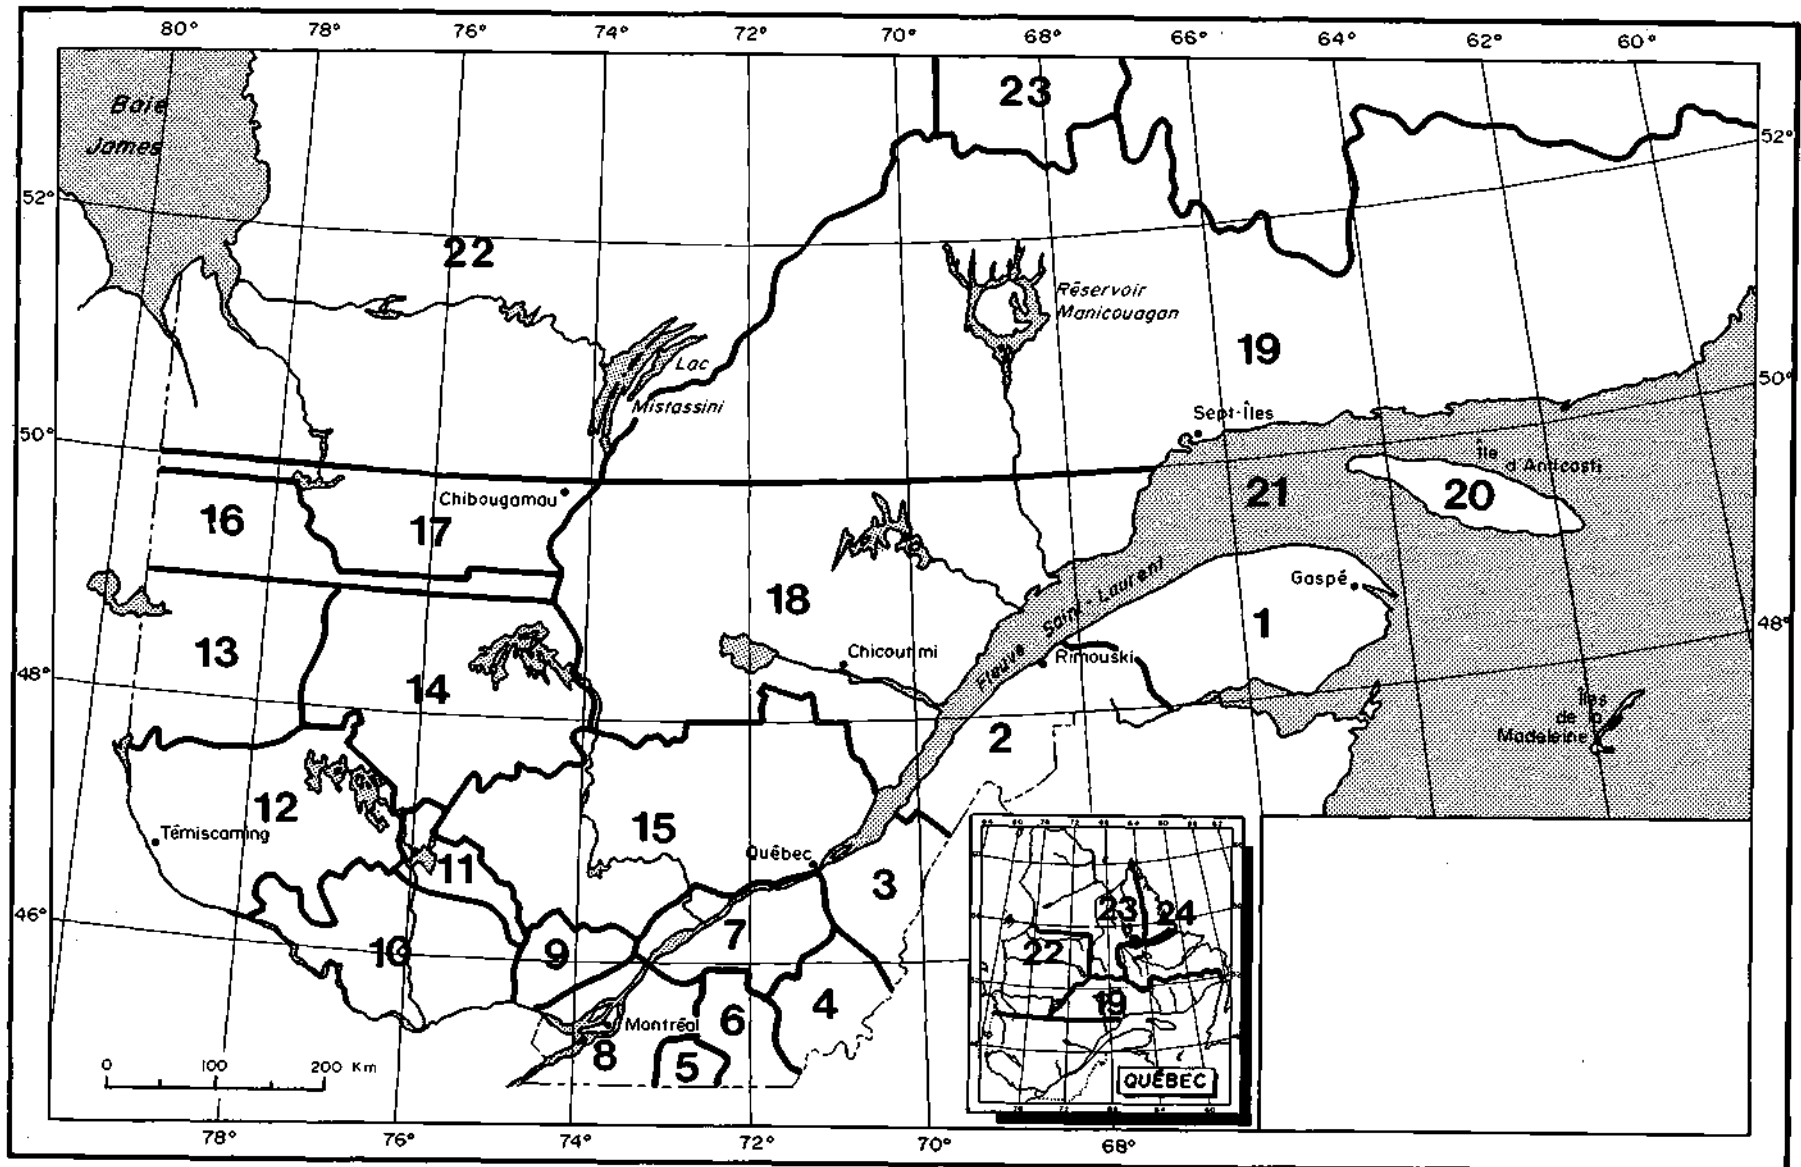 80° 78° 76° 74° 72° 70° 68° 66° 64° 62° 60°
23
Baie
James
52°
52°
22
Réservoir
Manicouagan
19
Lac
Mistassini
50°
50°
Sept-Îles
Île
d'Anticosti
20
21
Chibougamau
16
17
18
Fleuve Saint-Laurent
Gaspé
1
48°
13
Chicoutimi
Rimouski
48°
14
Îles
de la
Madeleine
2
12
Témiscaming
15
11
Québec
3
46°
10
9
7
4
6
Montréal
8
5
0 100 200 Km
23 24
22
19
QUÉBEC
78° 76° 74° 72° 70° 68°